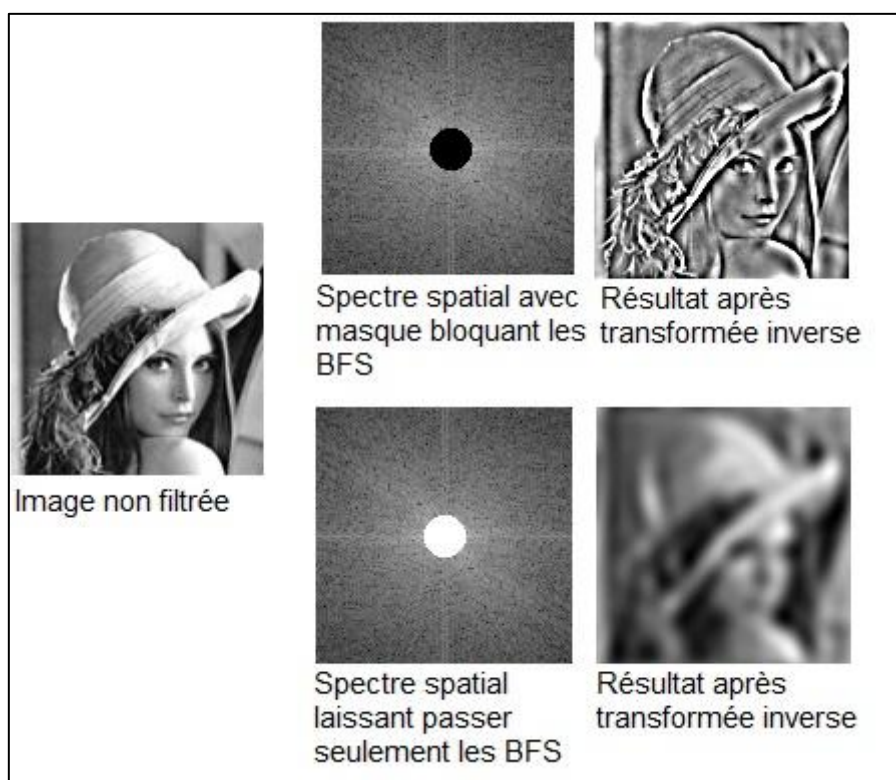 Image non filtrée
Spectre spatial avec
masque bloquant les
BFS
Résultat après
transformée inverse
Spectre spatial
laissant passer
seulement les BFS
Résultat après
transformée inverse